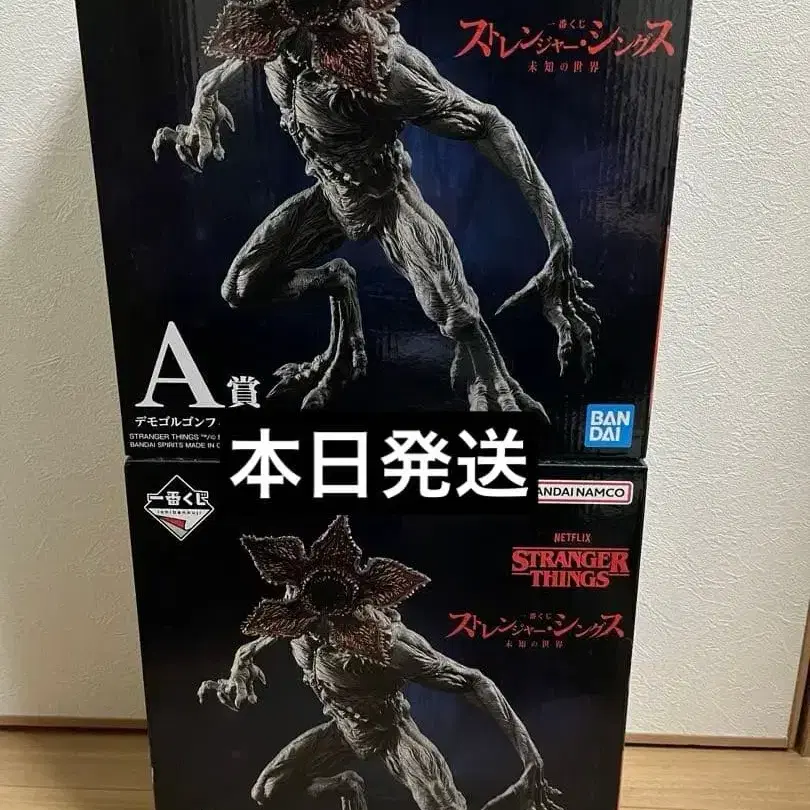 一番くじ
ストレンジャー・シングス
未知の世界
A賞
デモゴルゴンフィ
STRANGER THINGS ™/©
BANDAI SPIRITS MADE IN
BAN
DAI
本日発送
一番くじ
ichibankuji
BANDAI NAMCO
NETFLIX
STRANGER
THINGS
一番くじ
ストレンジャー・シングス
未知の世界